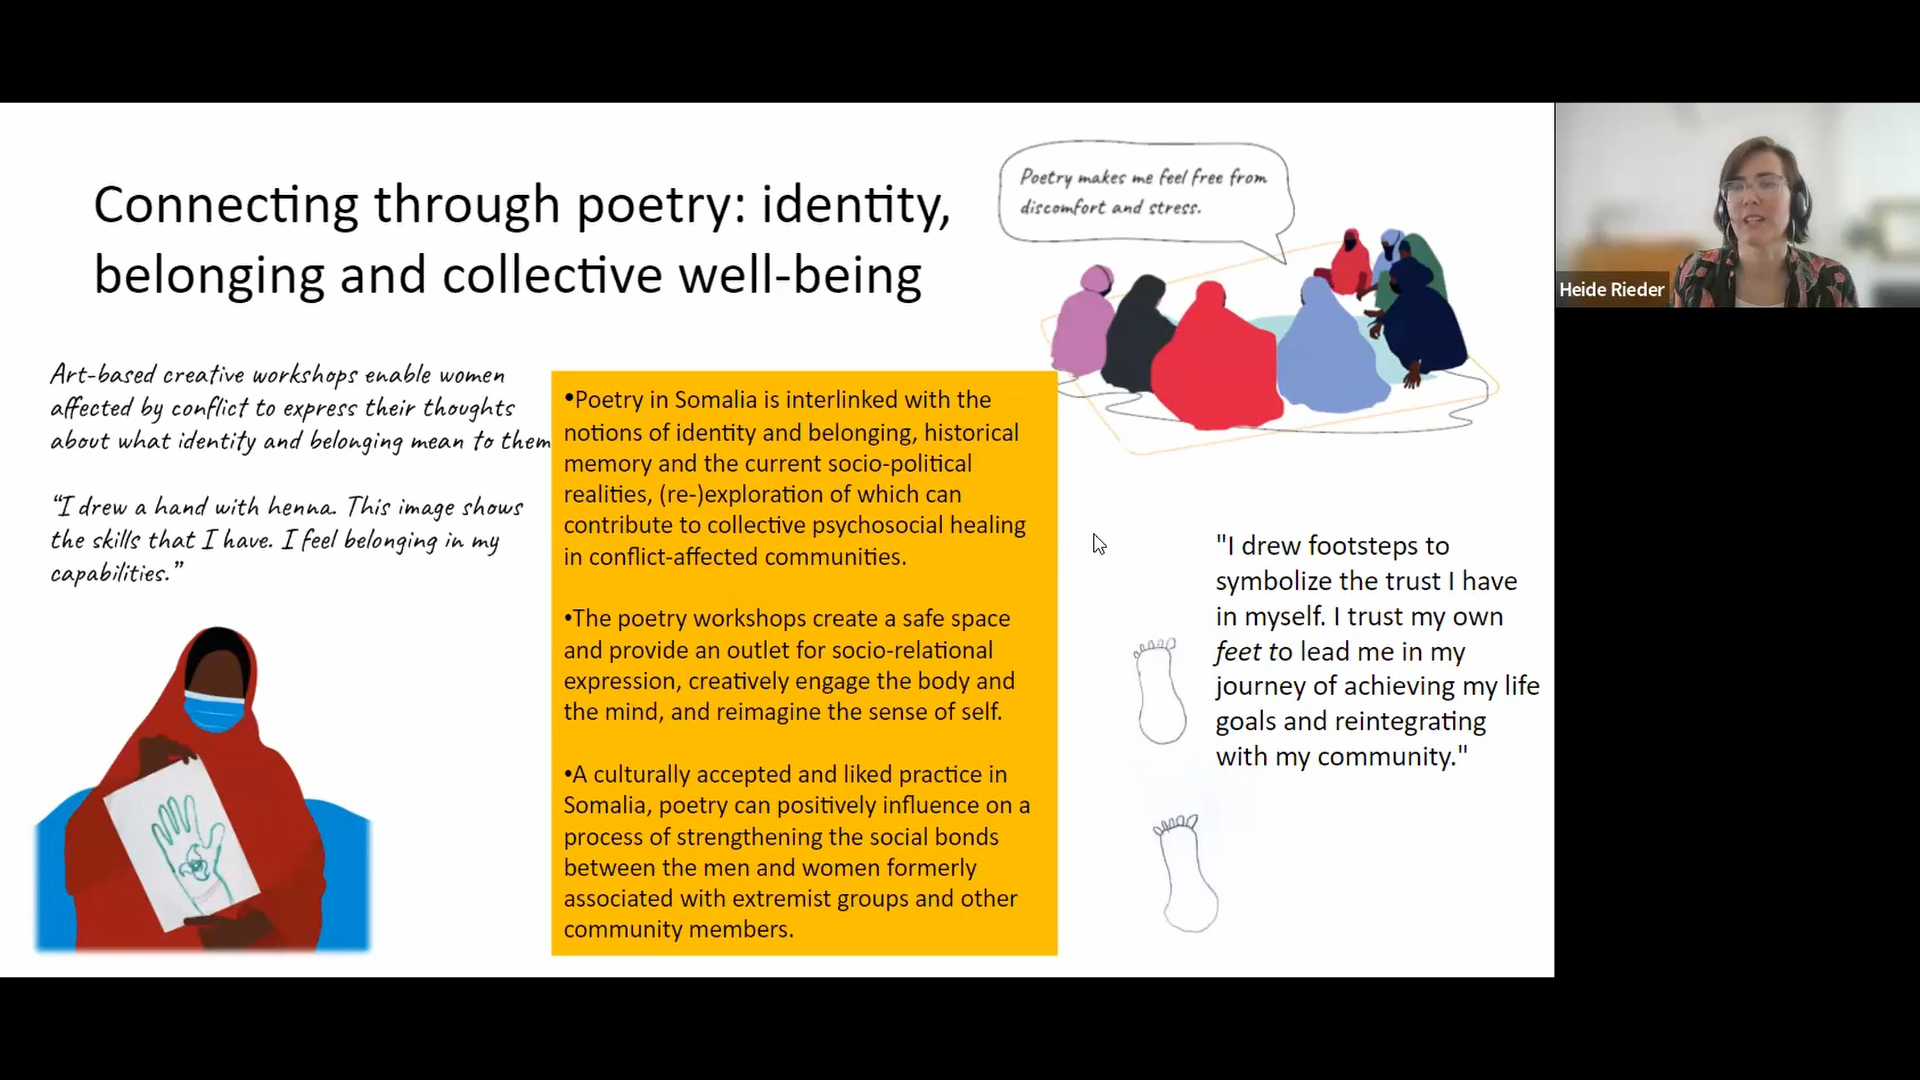 Connecting through poetry: identity,
belonging and collective well-being
Poetry makes me feel free from
discomfort and stress.
Heide Rieder
Art-based creative workshops enable women
affected by conflict to express their thoughts
about what identity and belonging mean to them
“I drew a hand with henna. This image shows
the skills that I have. I feel belonging in my
capabilities.”
•Poetry in Somalia is interlinked with the
notions of identity and belonging, historical
memory and the current socio-political
realities, (re-)exploration of which can
contribute to collective psychosocial healing
in conflict-affected communities.
•The poetry workshops create a safe space
and provide an outlet for socio-relational
expression, creatively engage the body and
the mind, and reimagine the sense of self.
•A culturally accepted and liked practice in
Somalia, poetry can positively influence on a
process of strengthening the social bonds
between the men and women formerly
associated with extremist groups and other
community members.
"I drew footsteps to
symbolize the trust I have
in myself. I trust my own
feet to lead me in my
journey of achieving my life
goals and reintegrating
with my community."